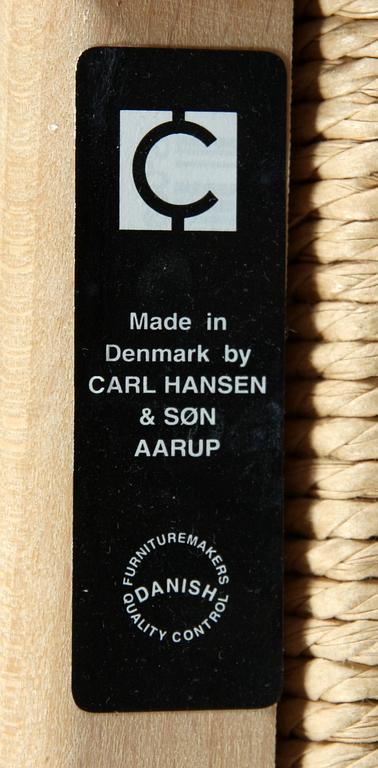 C
Made in
Denmark by
CARL HANSEN
& SØN
AARUP
FURNITUREMAKERS
DANISH
QUALITY CONTROL